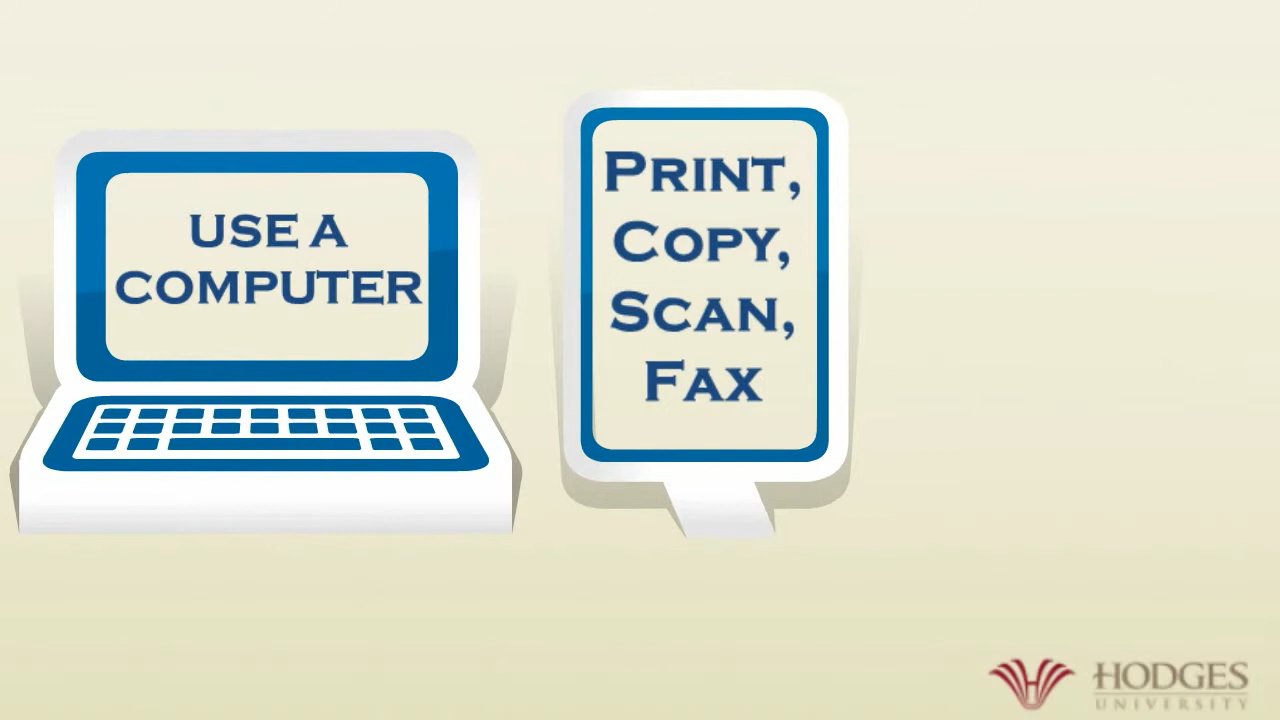 USE A
COMPUTER
PRINT,
COPY,
SCAN,
FAX
HODGES
UNIVERSITY